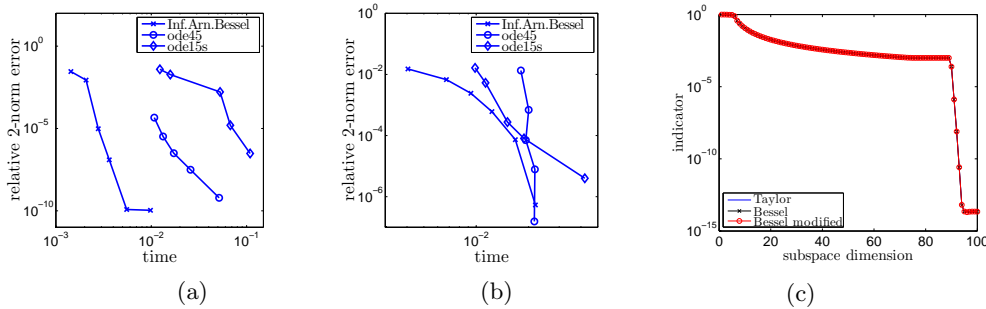 Inf.Arn.Bessel
ode45
ode15s
10^0
10^-5
10^-10
10^-3
10^-2
10^-1
relative 2-norm error
time
(a)
Inf.Arn.Bessel
ode45
ode15s
10^0
10^-2
10^-4
10^-6
10^-2
relative 2-norm error
time
(b)
10^0
10^-5
10^-10
10^-15
0 20 40 60 80 100
indicator
Taylor
Bessel
Bessel modified
subspace dimension
(c)